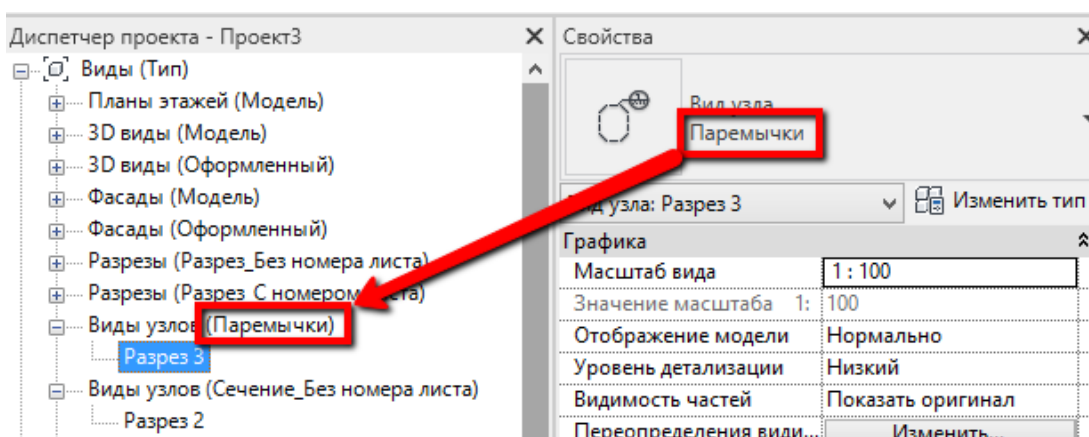 Диспетчер проекта - Проект3
Виды (Тип)
Планы этажей (Модель)
3D виды (Модель)
3D виды (Оформленный)
Фасады (Модель)
Фасады (Оформленный)
Разрезы (Разрез_Без номера листа)
Разрезы (Разрез_С номером листа)
Виды узлов (Паремычки)
Разрез 3
Виды узлов (Сечение_Без номера листа)
Разрез 2
Свойства
Вид узла
Паремычки
Вид узла: Разрез 3
Изменить тип
Графика
Масштаб вида 1 : 100
Значение масштаба 1: 100
Отображение модели Нормально
Уровень детализации Низкий
Видимость частей Показать оригинал
Переопределения види... Изменить...